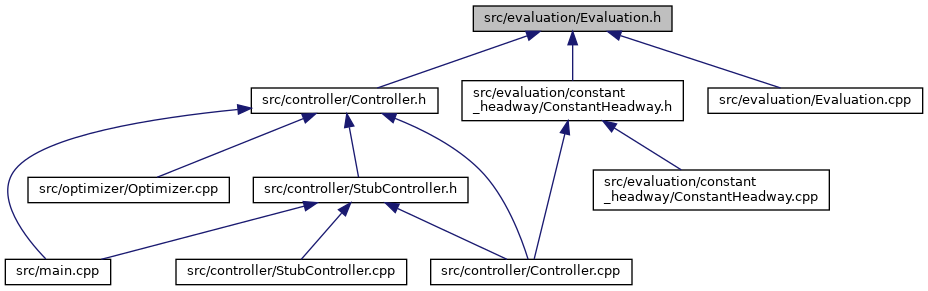 src/evaluation/Evaluation.h
src/controller/Controller.h
src/evaluation/constant
_headway/ConstantHeadway.h
src/evaluation/Evaluation.cpp
src/optimizer/Optimizer.cpp
src/controller/StubController.h
src/evaluation/constant
_headway/ConstantHeadway.cpp
src/main.cpp
src/controller/StubController.cpp
src/controller/Controller.cpp